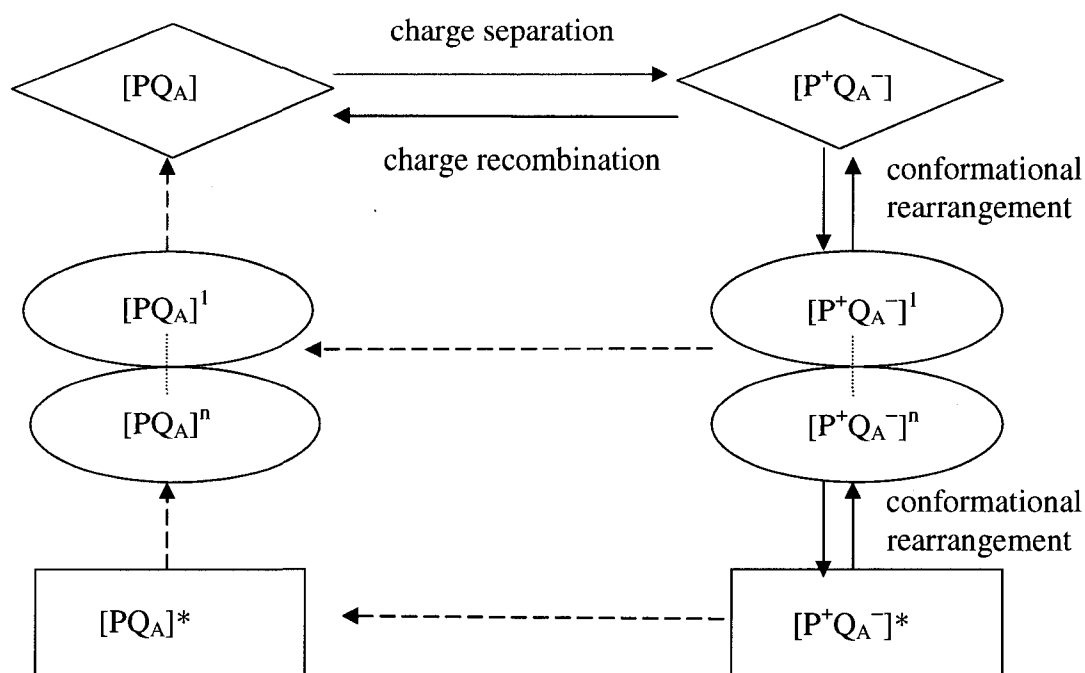 charge separation
[PQ_A] [P⁺Q_A⁻]
charge recombination
conformational
rearrangement
[PQ_A]¹ [P⁺Q_A⁻]¹
[PQ_A]ⁿ [P⁺Q_A⁻]ⁿ
conformational
rearrangement
[PQ_A]* [P⁺Q_A⁻]*